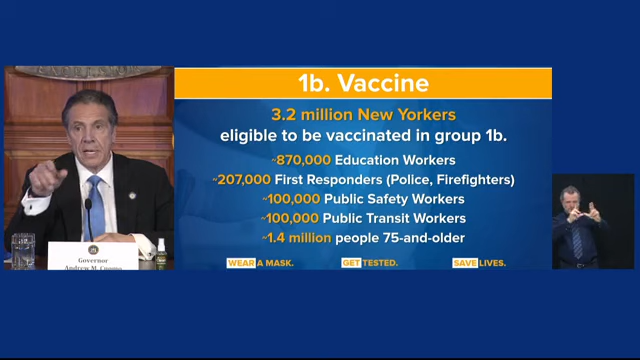 1b. Vaccine
3.2 million New Yorkers
eligible to be vaccinated in group 1b.
~870,000 Education Workers
~207,000 First Responders (Police, Firefighters)
~100,000 Public Safety Workers
~100,000 Public Transit Workers
~1.4 million people 75-and-older
WEAR A MASK. GET TESTED. SAVE LIVES.
Governor
Andrew M. Cuomo